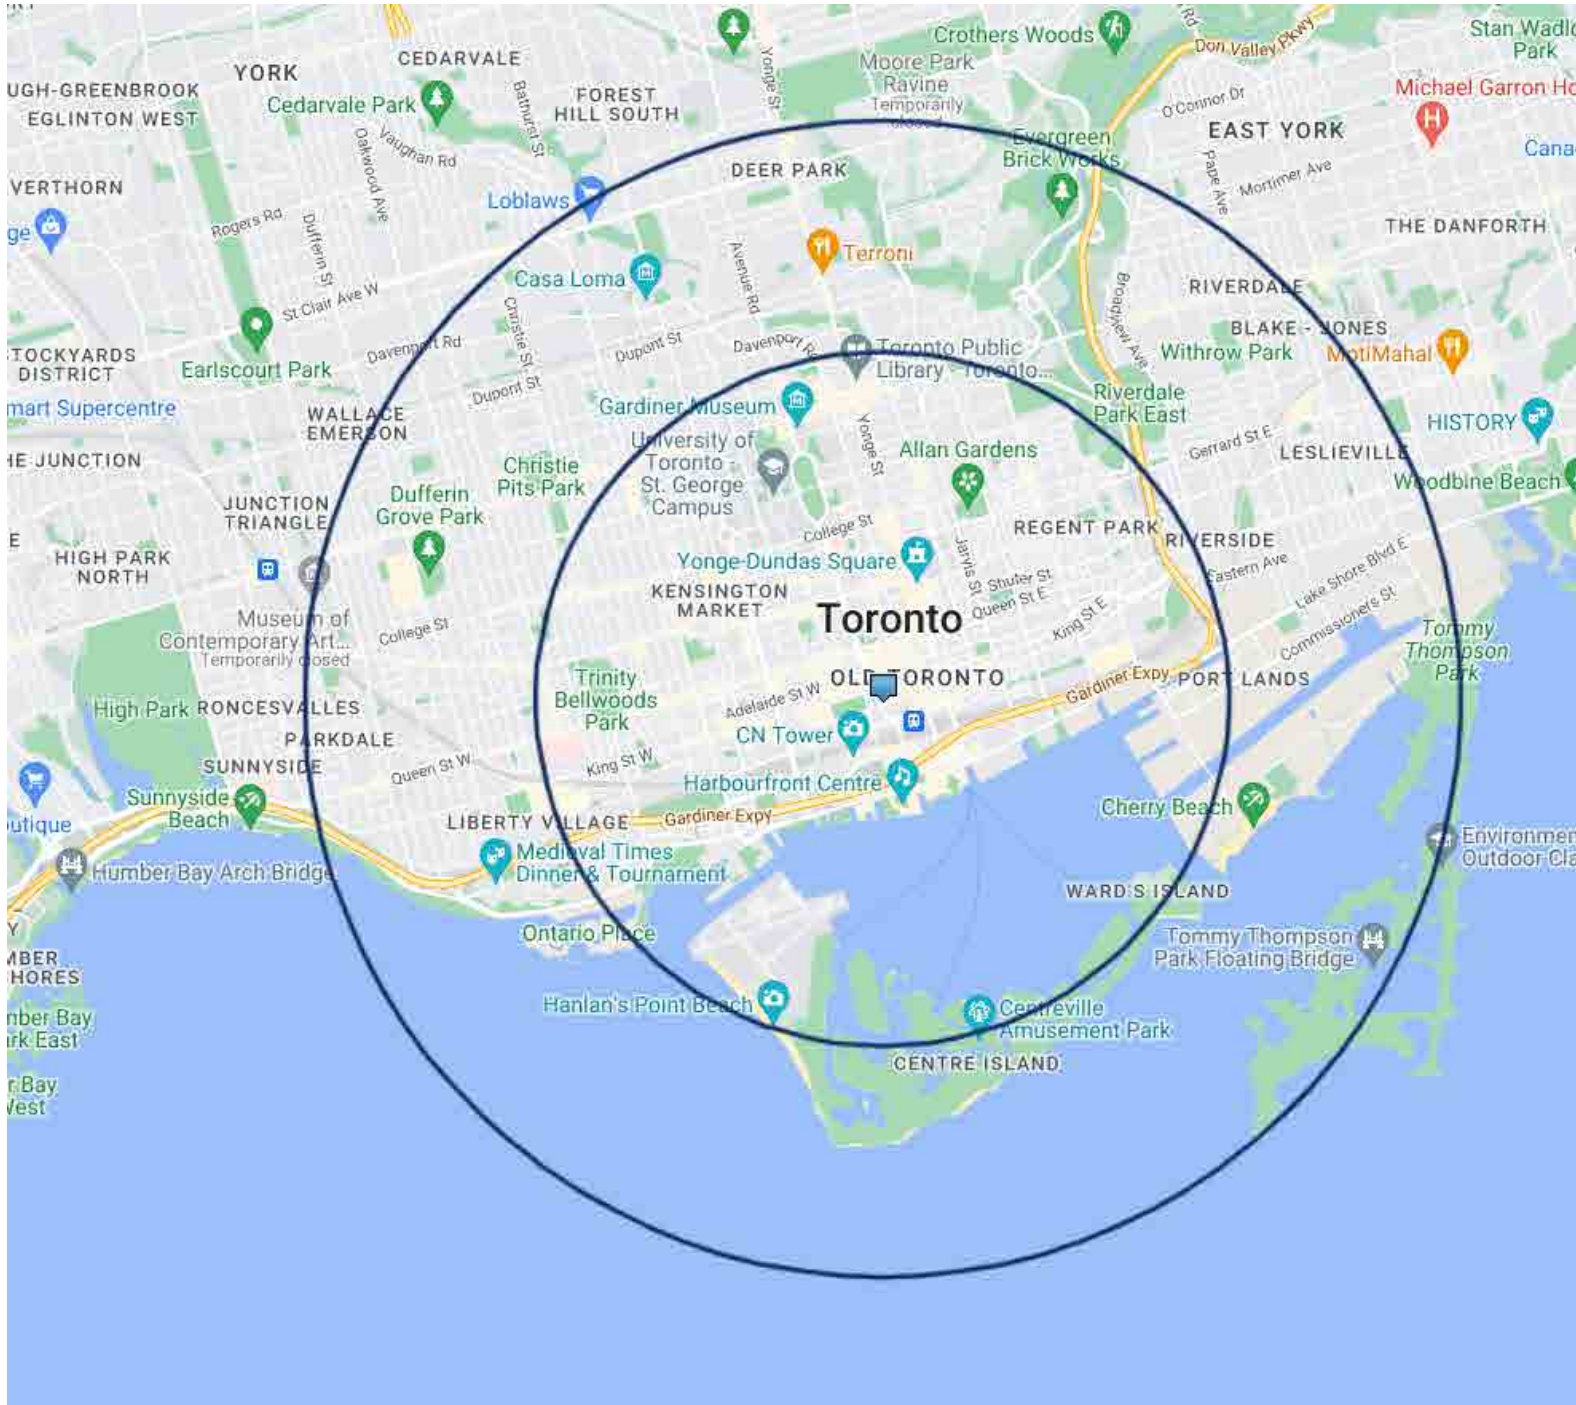 Crothers Woods
Don Valley Pkwy
Rd
Stan Wadlo
Park
CEDARVALE
YORK
Yonge St
Moore Park
Ravine
Temporarily
closed
Michael Garron Ho
UGH-GREENBROOK
EGLINTON WEST
Cedarvale Park
Bathurst St
FOREST
HILL SOUTH
O'Connor Dr
EAST YORK
Oakwood Ave
Vaughan Rd
Evergreen
Brick Works
Cana
DEER PARK
Pape Ave
Mortimer Ave
VERTHORN
Loblaws
Rogers Rd
Dufferin St
ge
THE DANFORTH
Terroni
Casa Loma
Avenue Rd
Broadview Ave
RIVERDALE
St Clair Ave W
Christie St
BLAKE - JONES
STOCKYARDS
DISTRICT
Earlscourt Park
Davenport Rd
Dupont St
Davenport Rd
Toronto Public
Library - Toronto...
Withrow Park
MotiMahal
Dupont St
Riverdale
Park East
mart Supercentre
WALLACE
EMERSON
Gardiner Museum
HISTORY
University of
Toronto -
St. George
Campus
Yonge St
Allan Gardens
Gerrard St E
LESLIEVILLE
HE JUNCTION
Christie
Pits Park
Woodbine Beach
JUNCTION
TRIANGLE
Dufferin
Grove Park
College St
REGENT PARK
RIVERSIDE
E
HIGH PARK
NORTH
Yonge-Dundas Square
Jarvis St
Shuter St
Queen St E
King St E
Eastern Ave
Lake Shore Blvd E
Commissioners St
KENSINGTON
MARKET
Toronto
Museum of
Contemporary Art...
Temporarily closed
College St
Tommy
Thompson
Park
Trinity
Bellwoods
Park
OLD TORONTO
Adelaide St W
Gardiner Expy
PORT LANDS
High Park
RONCESVALLES
CN Tower
PARKDALE
SUNNYSIDE
Queen St W
King St W
Harbourfront Centre
Sunnyside
Beach
Cherry Beach
outique
LIBERTY VILLAGE
Gardiner Expy
Medieval Times
Dinner & Tournament
Environmen
Outdoor Cla
Humber Bay Arch Bridge
WARD'S ISLAND
Y
MBER
SHORES
Ontario Place
Tommy Thompson
Park Floating Bridge
Hanlan's Point Beach
Centreville
Amusement Park
mber Bay
ark East
CENTRE ISLAND
r Bay
West